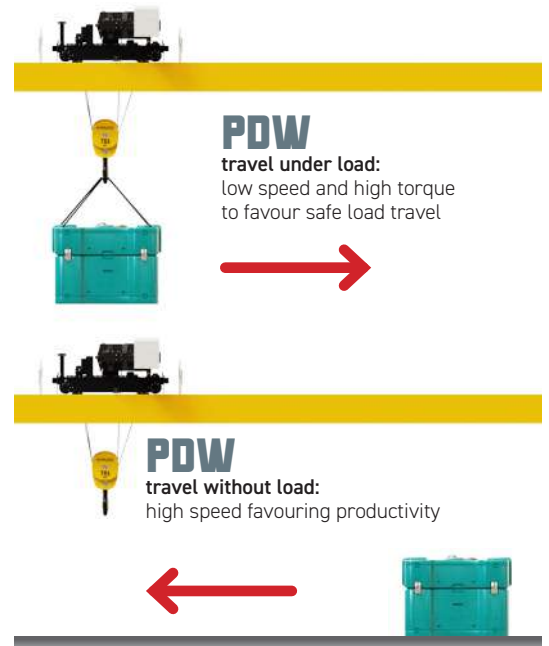 PDW
travel under load:
low speed and high torque
to favour safe load travel
PDW
travel without load:
high speed favouring productivity